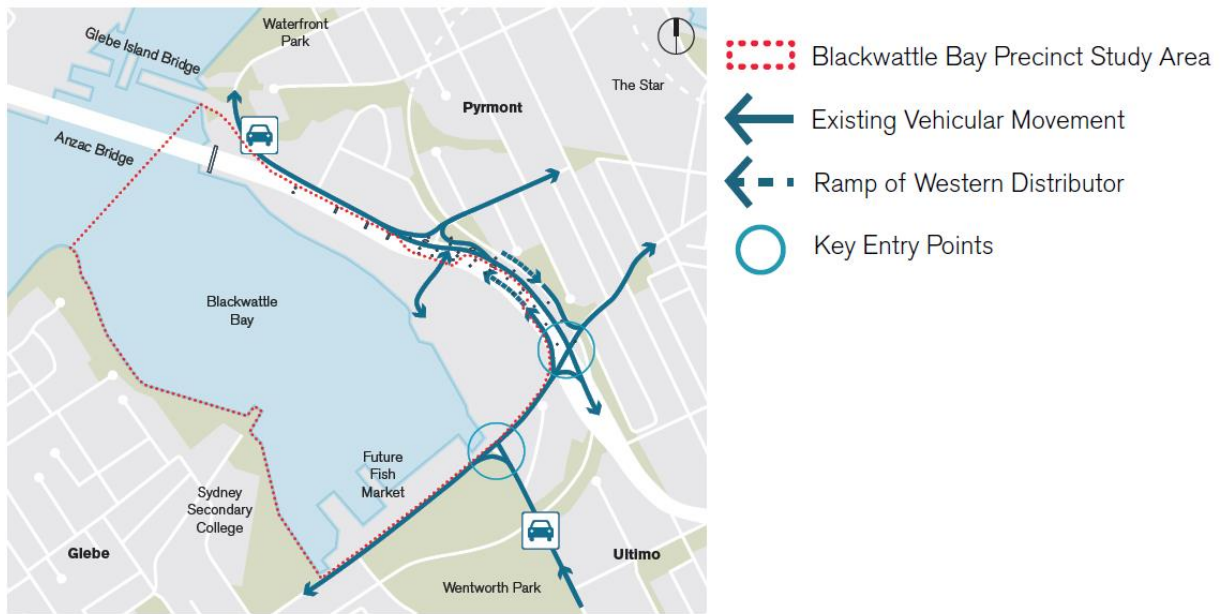 Waterfront
Park
Glebe Island Bridge
The Star
Pyrmont
Anzac Bridge
Blackwattle
Bay
Future
Fish
Market
Sydney
Secondary
College
Glebe
Ultimo
Wentworth Park
Blackwattle Bay Precinct Study Area
Existing Vehicular Movement
Ramp of Western Distributor
Key Entry Points